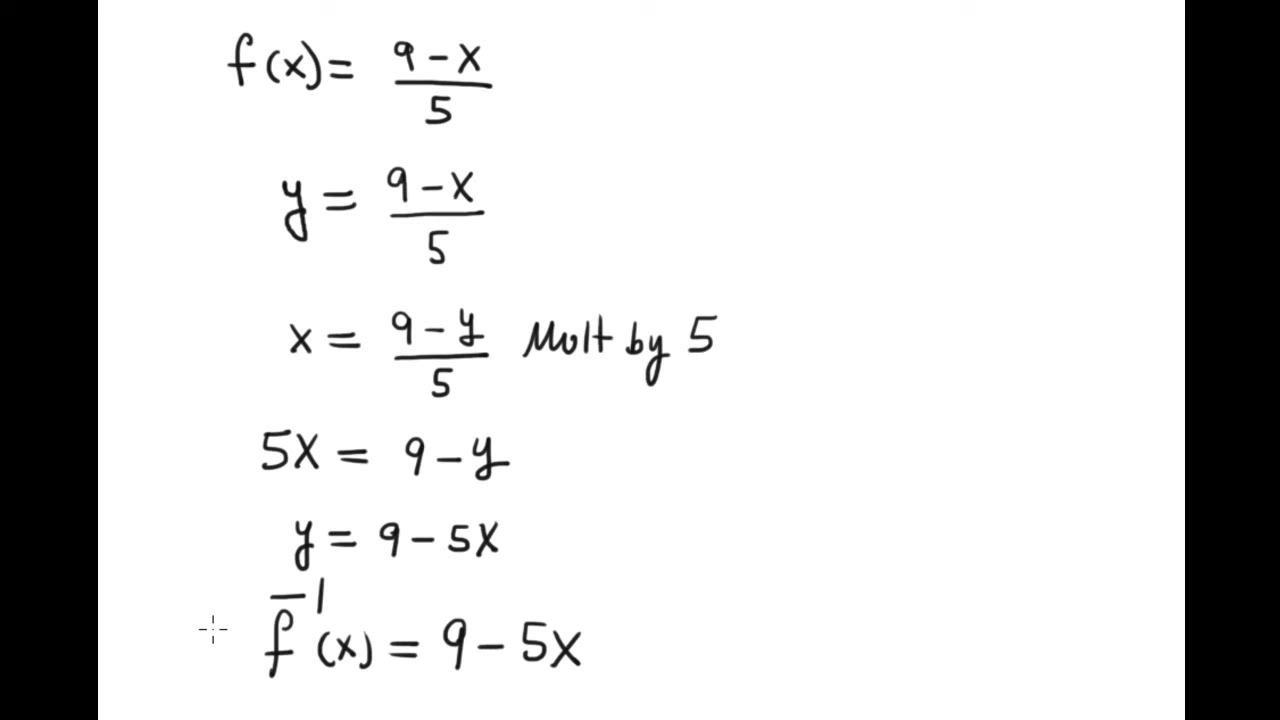 f(x) = (9 - x)/5
y = (9 - x)/5
x = (9 - y)/5 Mult by 5
5x = 9 - y
y = 9 - 5x
f⁻¹(x) = 9 - 5x